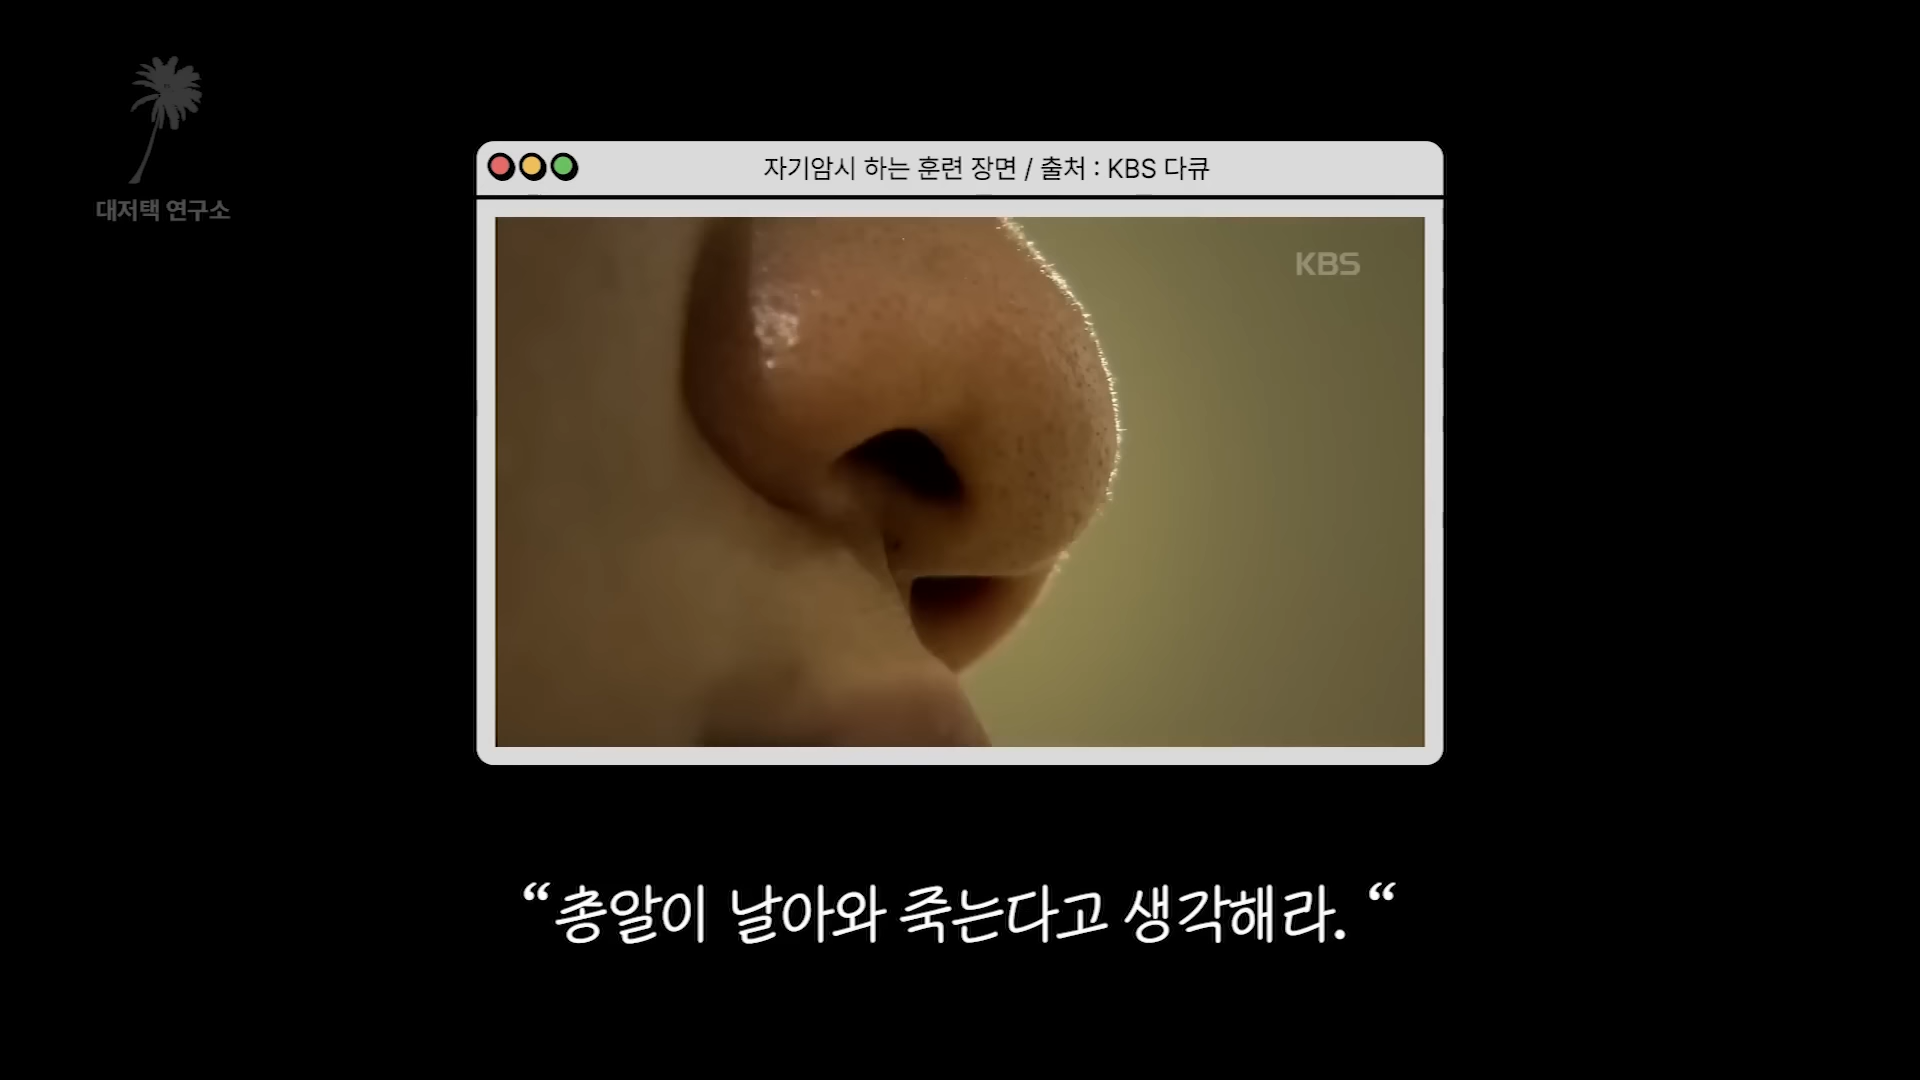 대저택 연구소
자기암시 하는 훈련 장면 / 출처 : KBS 다큐
KBS
“총알이 날아와 죽는다고 생각해라. “